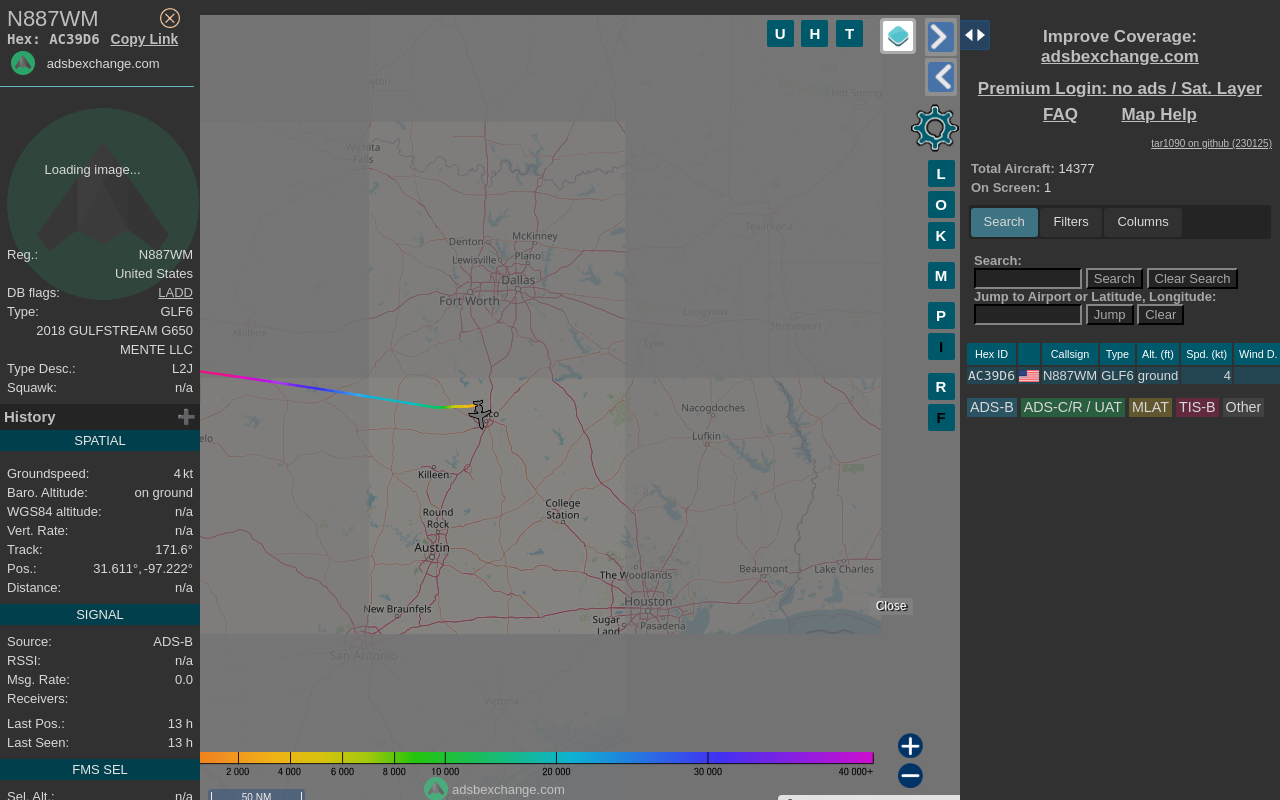 N887WM
Hex: AC39D6 Copy Link
adsbexchange.com
Loading image...
Reg.: N887WM
United States
DB flags: LADD
Type: GLF6
2018 GULFSTREAM G650
MENTE LLC
Type Desc.: L2J
Squawk: n/a
History
SPATIAL
Groundspeed: 4 kt
Baro. Altitude: on ground
WGS84 altitude: n/a
Vert. Rate: n/a
Track: 171.6°
Pos.: 31.611°, -97.222°
Distance: n/a
SIGNAL
Source: ADS-B
RSSI: n/a
Msg. Rate: 0.0
Receivers:
Last Pos.: 13 h
Last Seen: 13 h
FMS SEL
Sel. Alt.: n/a
U H T
L
O
K
M
P
I
R
F
Hot Spring
Wichita
Falls
Texarkana
Denton
McKinney
Lewisville
Plano
Dallas
Fort Worth
Abilene
Longview
Shreveport
Tyler
co
Nacogdoches
elo
Lufkin
Killeen
College
Station
Round
Rock
Austin
The Woodlands
Beaumont
Lake Charles
New Braunfels
Houston
Sugar
Land
Pasadena
San Antonio
Victoria
Close
2 000 4 000 6 000 8 000 10 000 20 000 30 000 40 000+
adsbexchange.com
50 NM
Improve Coverage:
adsbexchange.com
Premium Login: no ads / Sat. Layer
FAQ Map Help
tar1090 on github (230125)
Total Aircraft: 14377
On Screen: 1
Search Filters Columns
Search:
Search Clear Search
Jump to Airport or Latitude, Longitude:
Jump Clear
Hex ID Callsign Type Alt. (ft) Spd. (kt) Wind D.
AC39D6 N887WM GLF6 ground 4
ADS-B ADS-C/R / UAT MLAT TIS-B Other